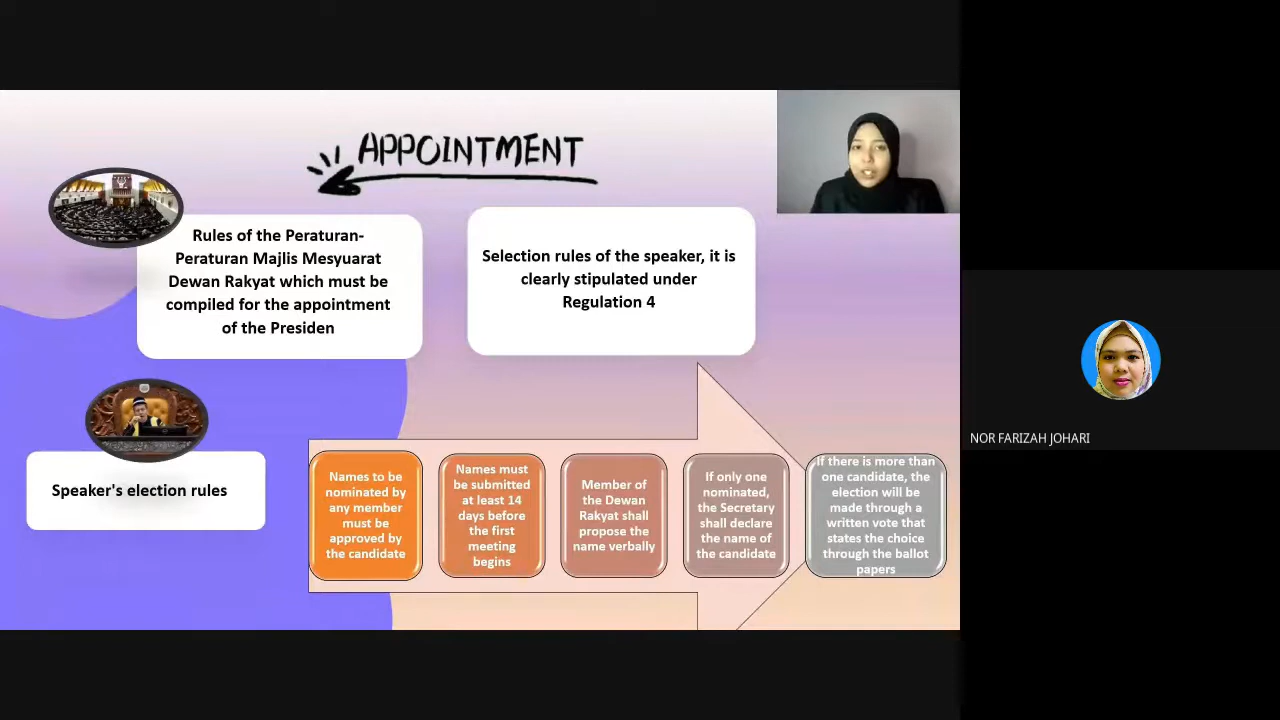 APPOINTMENT
Rules of the Peraturan-
Peraturan Majlis Mesyuarat
Dewan Rakyat which must be
compiled for the appointment
of the Presiden
Selection rules of the speaker, it is
clearly stipulated under
Regulation 4
Speaker's election rules
Names to be
nominated by
any member
must be
approved by
the candidate
Names must
be submitted
at least 14
days before
the first
meeting
begins
Member of
the Dewan
Rakyat shall
propose the
name verbally
If only one
nominated,
the Secretary
shall declare
the name of
the candidate
If there is more than
one candidate, the
election will be
made through a
written vote that
states the choice
through the ballot
papers
NOR FARIZAH JOHARI